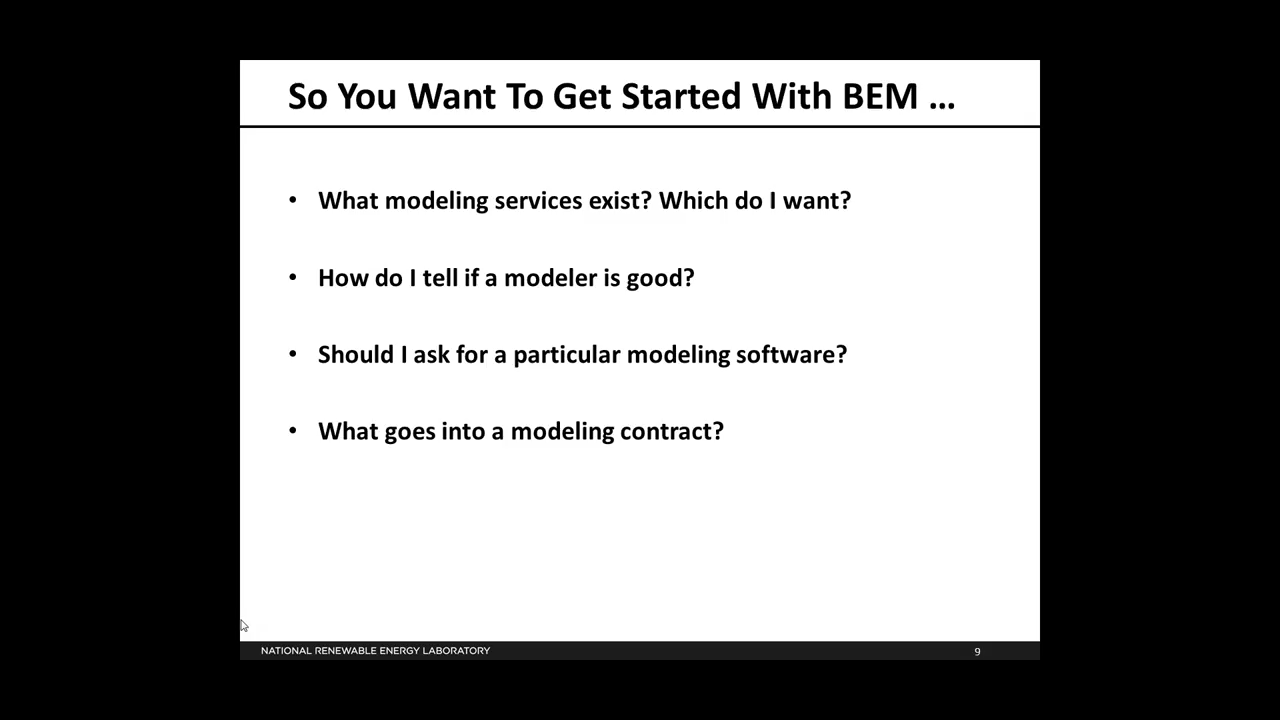 So You Want To Get Started With BEM ...
• What modeling services exist? Which do I want?
• How do I tell if a modeler is good?
• Should I ask for a particular modeling software?
• What goes into a modeling contract?
NATIONAL RENEWABLE ENERGY LABORATORY 9